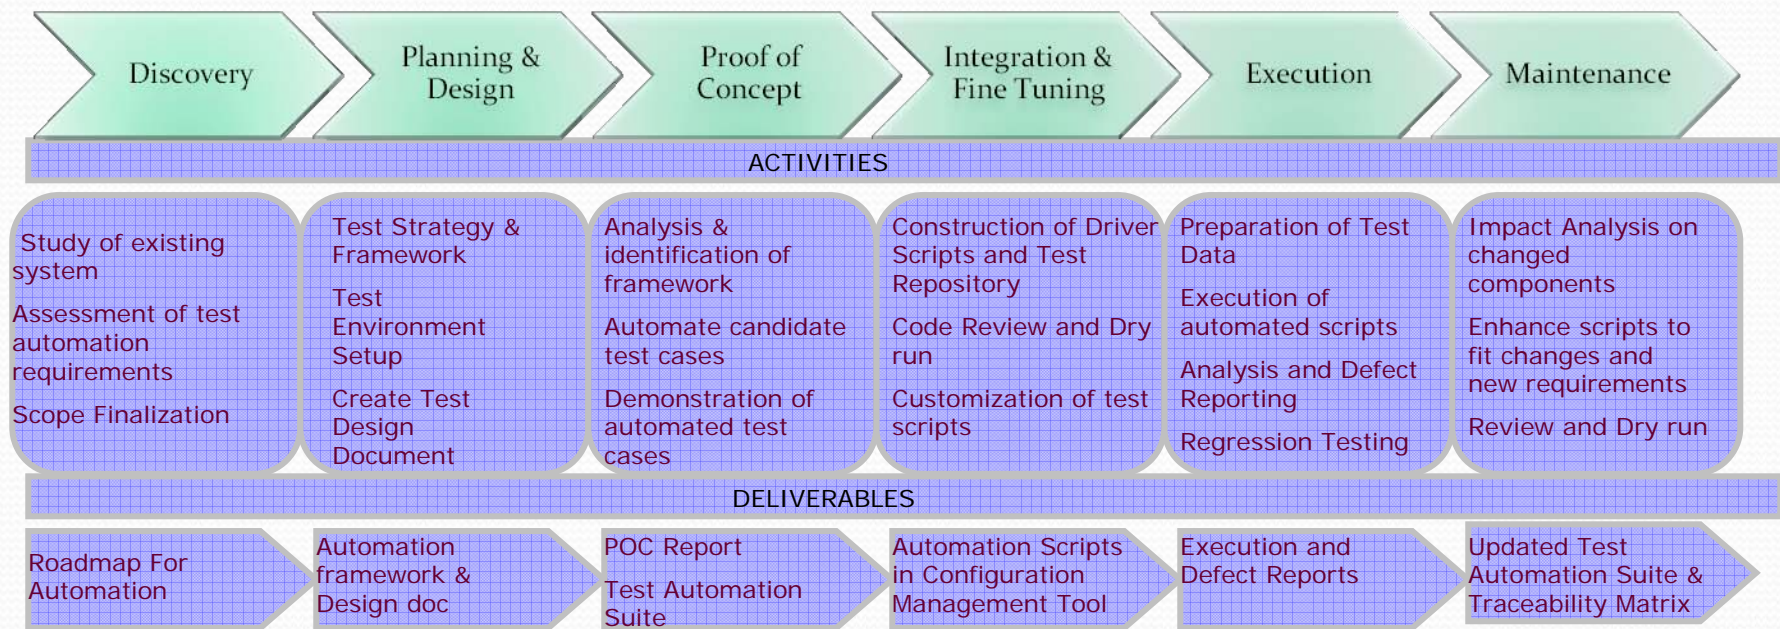 Discovery
Planning &
Design
Proof of
Concept
Integration &
Fine Tuning
Execution
Maintenance
ACTIVITIES
Study of existing
system
Assessment of test
automation
requirements
Scope Finalization
Test Strategy &
Framework
Test
Environment
Setup
Create Test
Design
Document
Analysis &
identification of
framework
Automate candidate
test cases
Demonstration of
automated test
cases
Construction of Driver
Scripts and Test
Repository
Code Review and Dry
run
Customization of test
scripts
Preparation of Test
Data
Execution of
automated scripts
Analysis and Defect
Reporting
Regression Testing
Impact Analysis on
changed
components
Enhance scripts to
fit changes and
new requirements
Review and Dry run
DELIVERABLES
Roadmap For
Automation
Automation
framework &
Design doc
POC Report
Test Automation
Suite
Automation Scripts
in Configuration
Management Tool
Execution and
Defect Reports
Updated Test
Automation Suite &
Traceability Matrix